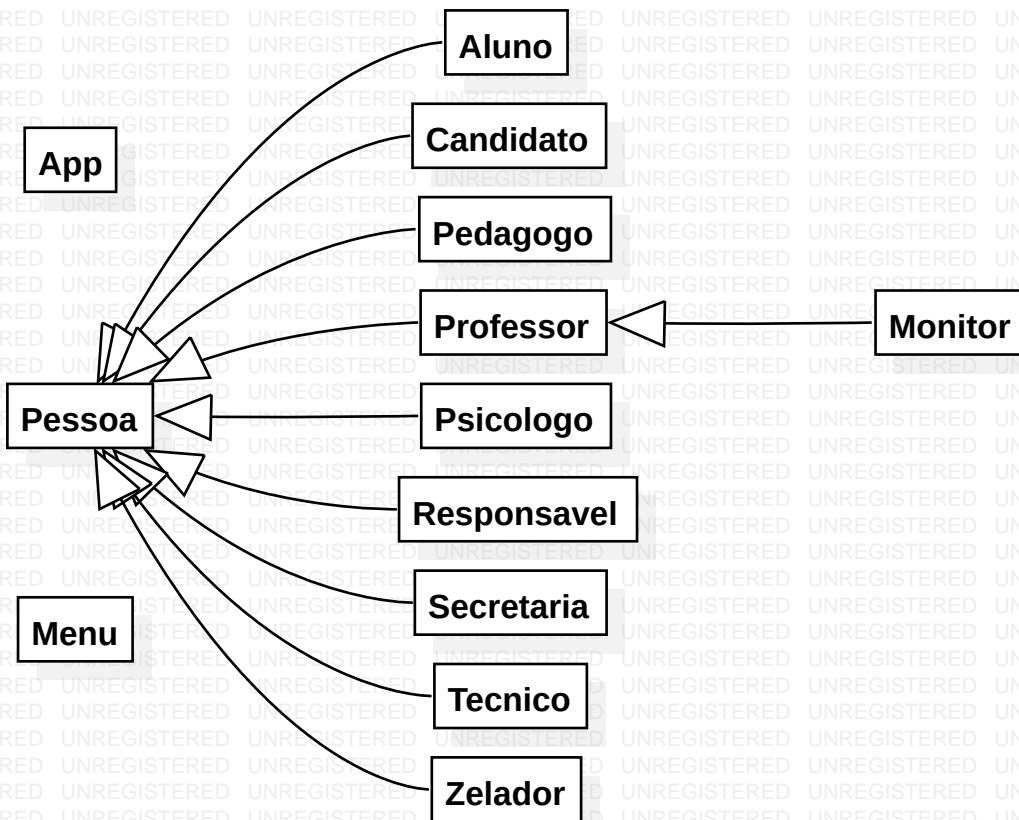 Aluno
Candidato
App
Pedagogo
Professor
Monitor
Pessoa
Psicologo
Responsavel
Secretaria
Menu
Tecnico
Zelador
UNREGISTERED